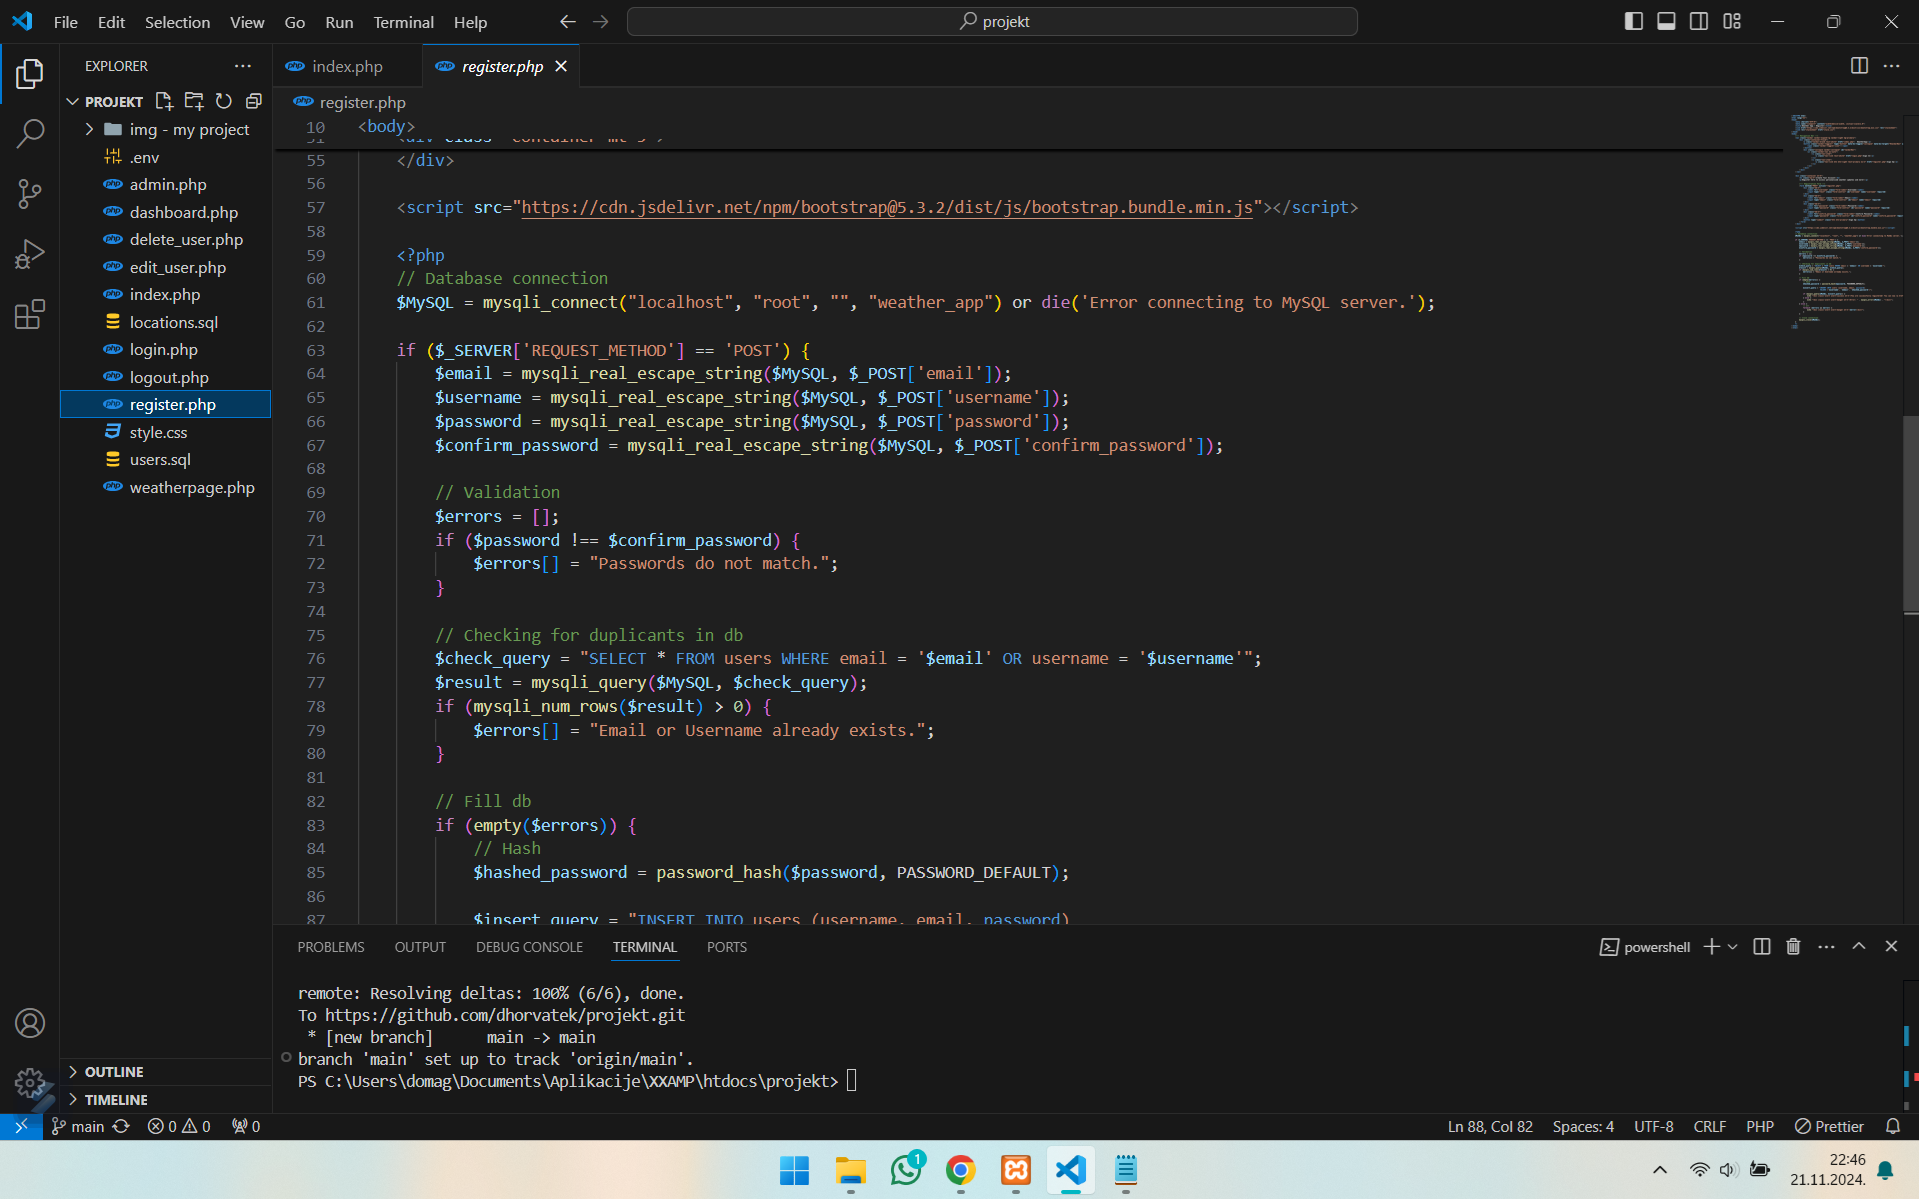 File Edit Selection View Go Run Terminal Help
projekt
EXPLORER
PROJEKT
img - my project
.env
admin.php
dashboard.php
delete_user.php
edit_user.php
index.php
locations.sql
login.php
logout.php
register.php
style.css
users.sql
weatherpage.php
OUTLINE
TIMELINE
index.php
register.php
register.php
10 <body>
51 <div class="container mt-5">
55 </div>
56
57 <script src="https://cdn.jsdelivr.net/npm/bootstrap@5.3.2/dist/js/bootstrap.bundle.min.js"></script>
58
59 <?php
60 // Database connection
61 $MySQL = mysqli_connect("localhost", "root", "", "weather_app") or die('Error connecting to MySQL server.');
62
63 if ($_SERVER['REQUEST_METHOD'] == 'POST') {
64 $email = mysqli_real_escape_string($MySQL, $_POST['email']);
65 $username = mysqli_real_escape_string($MySQL, $_POST['username']);
66 $password = mysqli_real_escape_string($MySQL, $_POST['password']);
67 $confirm_password = mysqli_real_escape_string($MySQL, $_POST['confirm_password']);
68
69 // Validation
70 $errors = [];
71 if ($password !== $confirm_password) {
72 $errors[] = "Passwords do not match.";
73 }
74
75 // Checking for duplicants in db
76 $check_query = "SELECT * FROM users WHERE email = '$email' OR username = '$username'";
77 $result = mysqli_query($MySQL, $check_query);
78 if (mysqli_num_rows($result) > 0) {
79 $errors[] = "Email or Username already exists.";
80 }
81
82 // Fill db
83 if (empty($errors)) {
84 // Hash
85 $hashed_password = password_hash($password, PASSWORD_DEFAULT);
86
87 $insert_query = "INSERT INTO users (username, email, password)
PROBLEMS OUTPUT DEBUG CONSOLE TERMINAL PORTS
powershell
remote: Resolving deltas: 100% (6/6), done.
To https://github.com/dhorvatek/projekt.git
* [new branch] main -> main
branch 'main' set up to track 'origin/main'.
PS C:\Users\domag\Documents\Aplikacije\XXAMP\htdocs\projekt>
main 0 0 0
Ln 88, Col 82 Spaces: 4 UTF-8 CRLF PHP Prettier
1
22:46
21.11.2024.